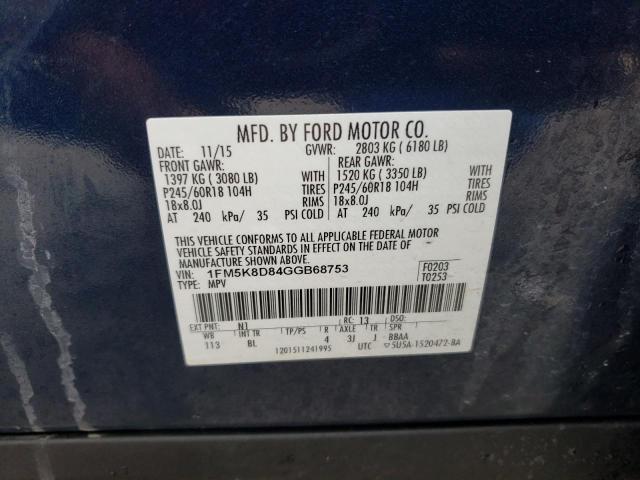 MFD. BY FORD MOTOR CO.
DATE: 11/15 GVWR: 2803 KG ( 6180 LB)
FRONT GAWR: REAR GAWR:
1397 KG ( 3080 LB) WITH 1520 KG ( 3350 LB) WITH
P245/60R18 104H TIRES P245/60R18 104H TIRES
18x8.0J RIMS 18x8.0J RIMS
AT 240 kPa/ 35 PSI COLD AT 240 kPa/ 35 PSI COLD
THIS VEHICLE CONFORMS TO ALL APPLICABLE FEDERAL MOTOR
VEHICLE SAFETY STANDARDS IN EFFECT ON THE DATE OF
MANUFACTURE SHOWN ABOVE.
VIN: 1FM5K8D84GGB68753 F0203
TYPE: MPV T0253
EXT PNT: N1 RC: 13 DSO:
WB INT TR TP/PS R AXLE TR SPR
113 BL 4 3J J BBAA
1201511241995 UTC 5U5A-1520472-BA